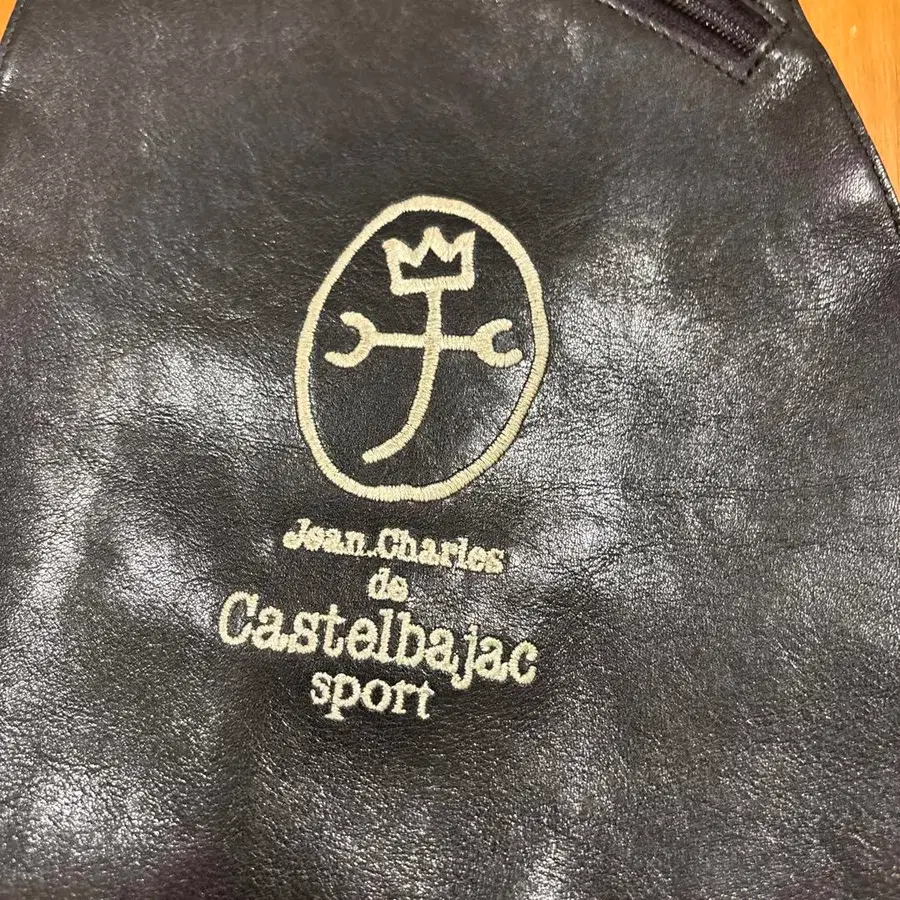 Jean.Charles
de
Castelbajac
sport